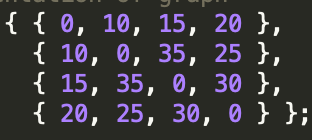 { { 0, 10, 15, 20 },
{ 10, 0, 35, 25 },
{ 15, 35, 0, 30 },
{ 20, 25, 30, 0 } };